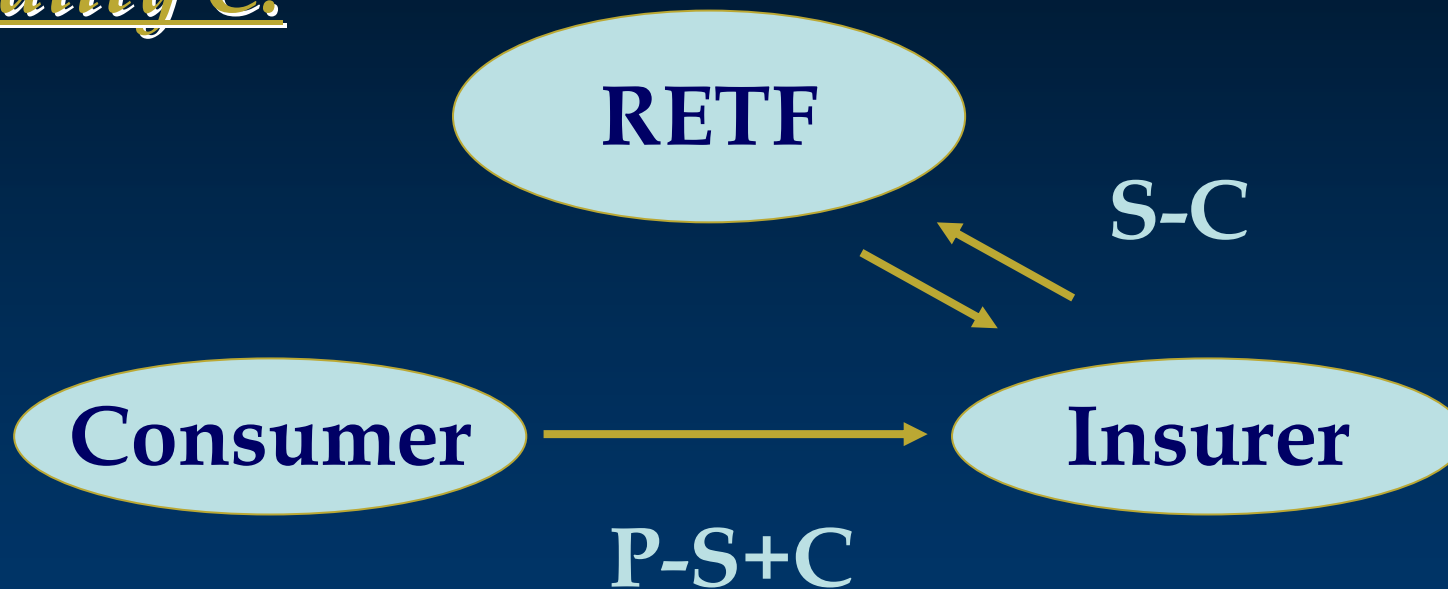 C.
RETF
S-C
Consumer
Insurer
P-S+C